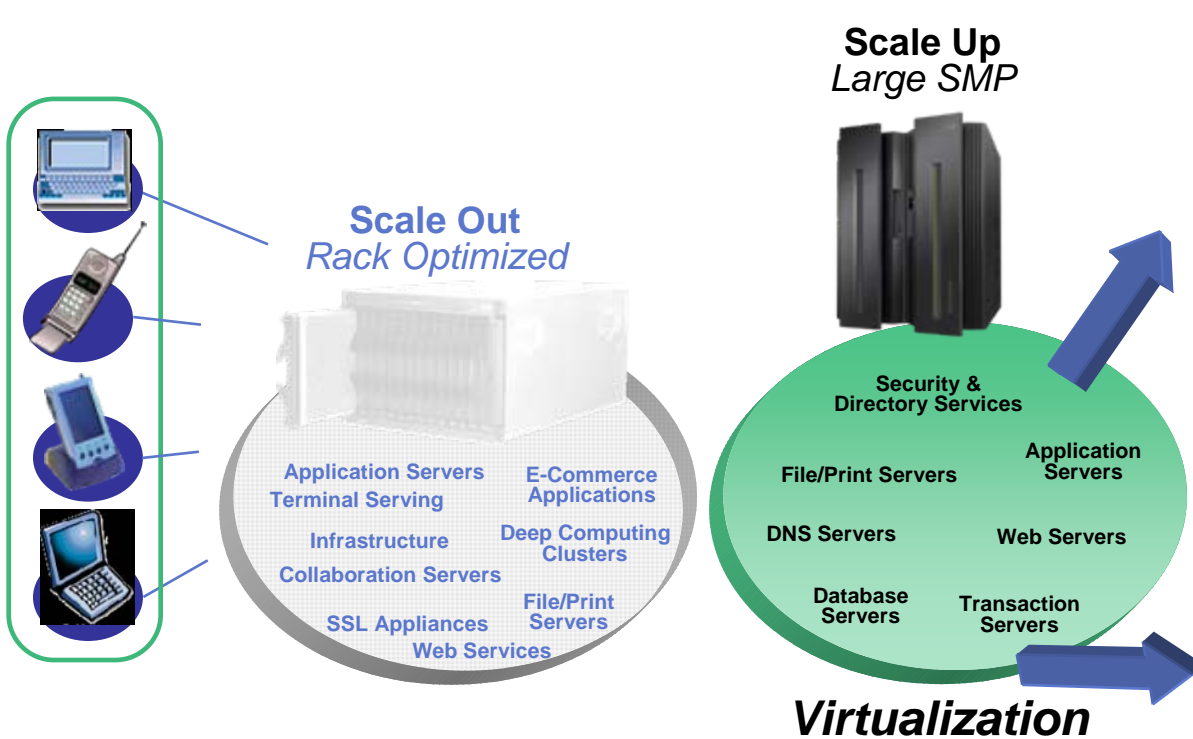 Scale Up
Large SMP
Scale Out
Rack Optimized
Application Servers
Terminal Serving
E-Commerce
Applications
Infrastructure
Deep Computing
Clusters
Collaboration Servers
File/Print
Servers
SSL Appliances
Web Services
Security &
Directory Services
File/Print Servers
Application
Servers
DNS Servers
Web Servers
Database
Servers
Transaction
Servers
Virtualization